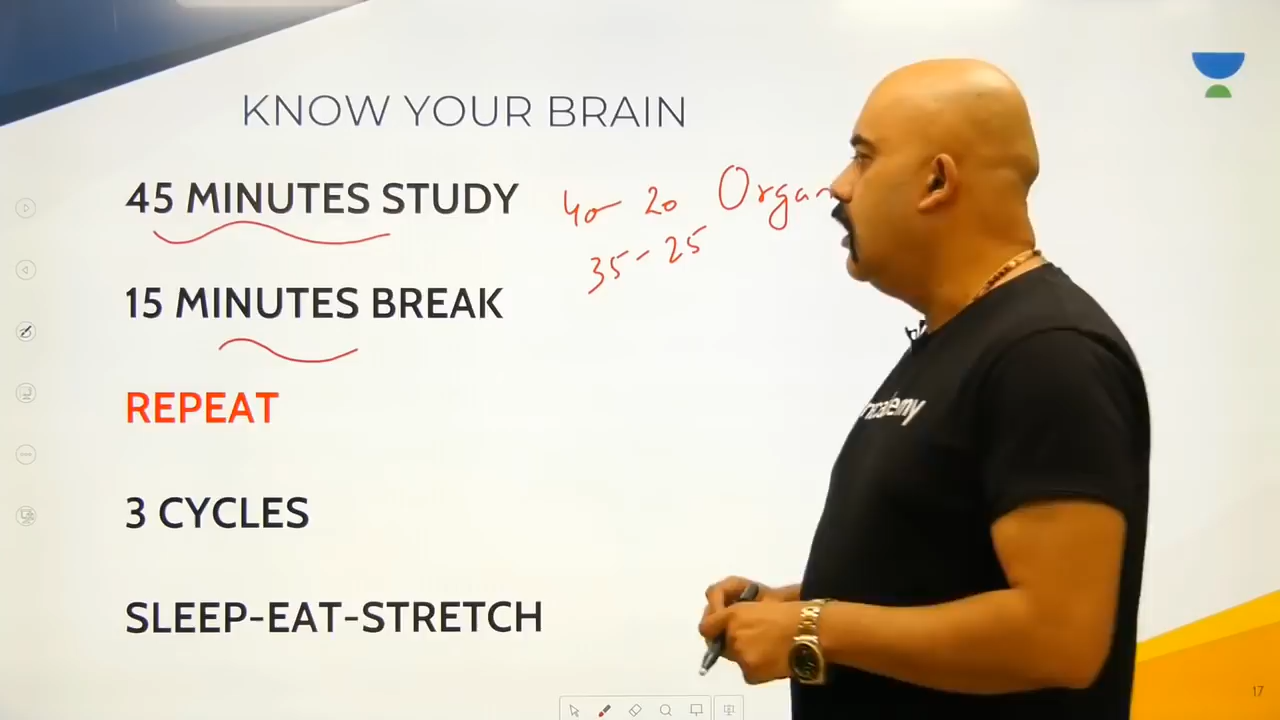 KNOW YOUR BRAIN
45 MINUTES STUDY
40- 20
35-25
15 MINUTES BREAK
REPEAT
3 CYCLES
SLEEP-EAT-STRETCH
17